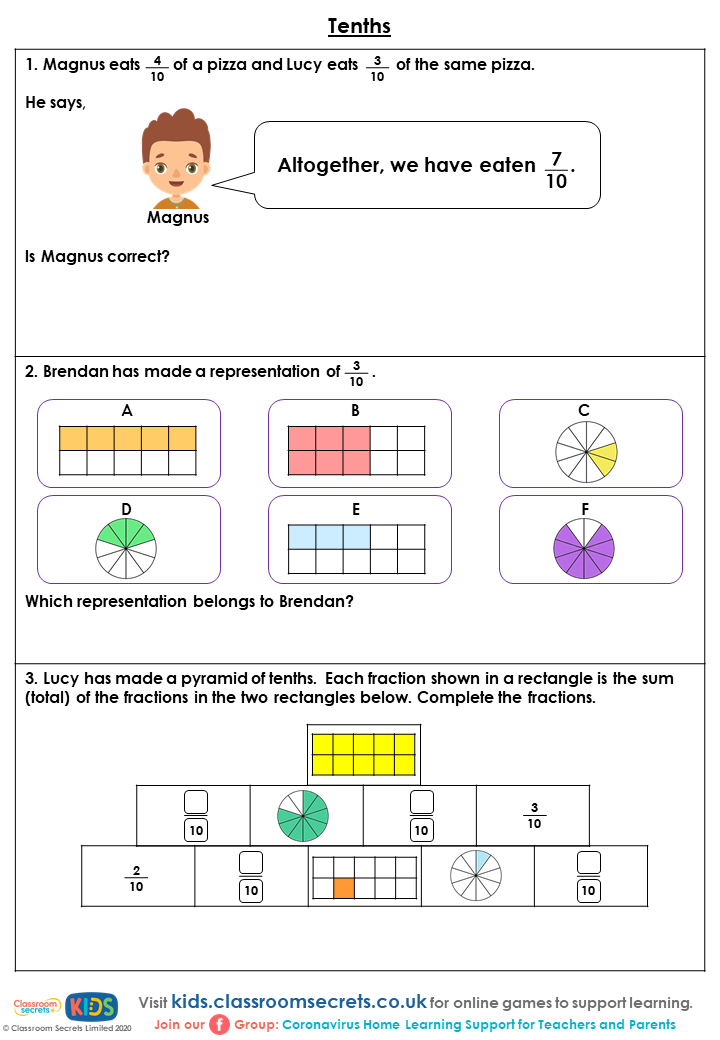 Tenths
1. Magnus eats 4/10 of a pizza and Lucy eats 3/10 of the same pizza.
He says,
Altogether, we have eaten 7/10.
Magnus
Is Magnus correct?
2. Brendan has made a representation of 3/10.
A B C
D E F
Which representation belongs to Brendan?
3. Lucy has made a pyramid of tenths. Each fraction shown in a rectangle is the sum
(total) of the fractions in the two rectangles below. Complete the fractions.
10 10 3/10
2/10 10 10
Classroom Secrets KIDS
© Classroom Secrets Limited 2020
Visit kids.classroomsecrets.co.uk for online games to support learning.
Join our f Group: Coronavirus Home Learning Support for Teachers and Parents